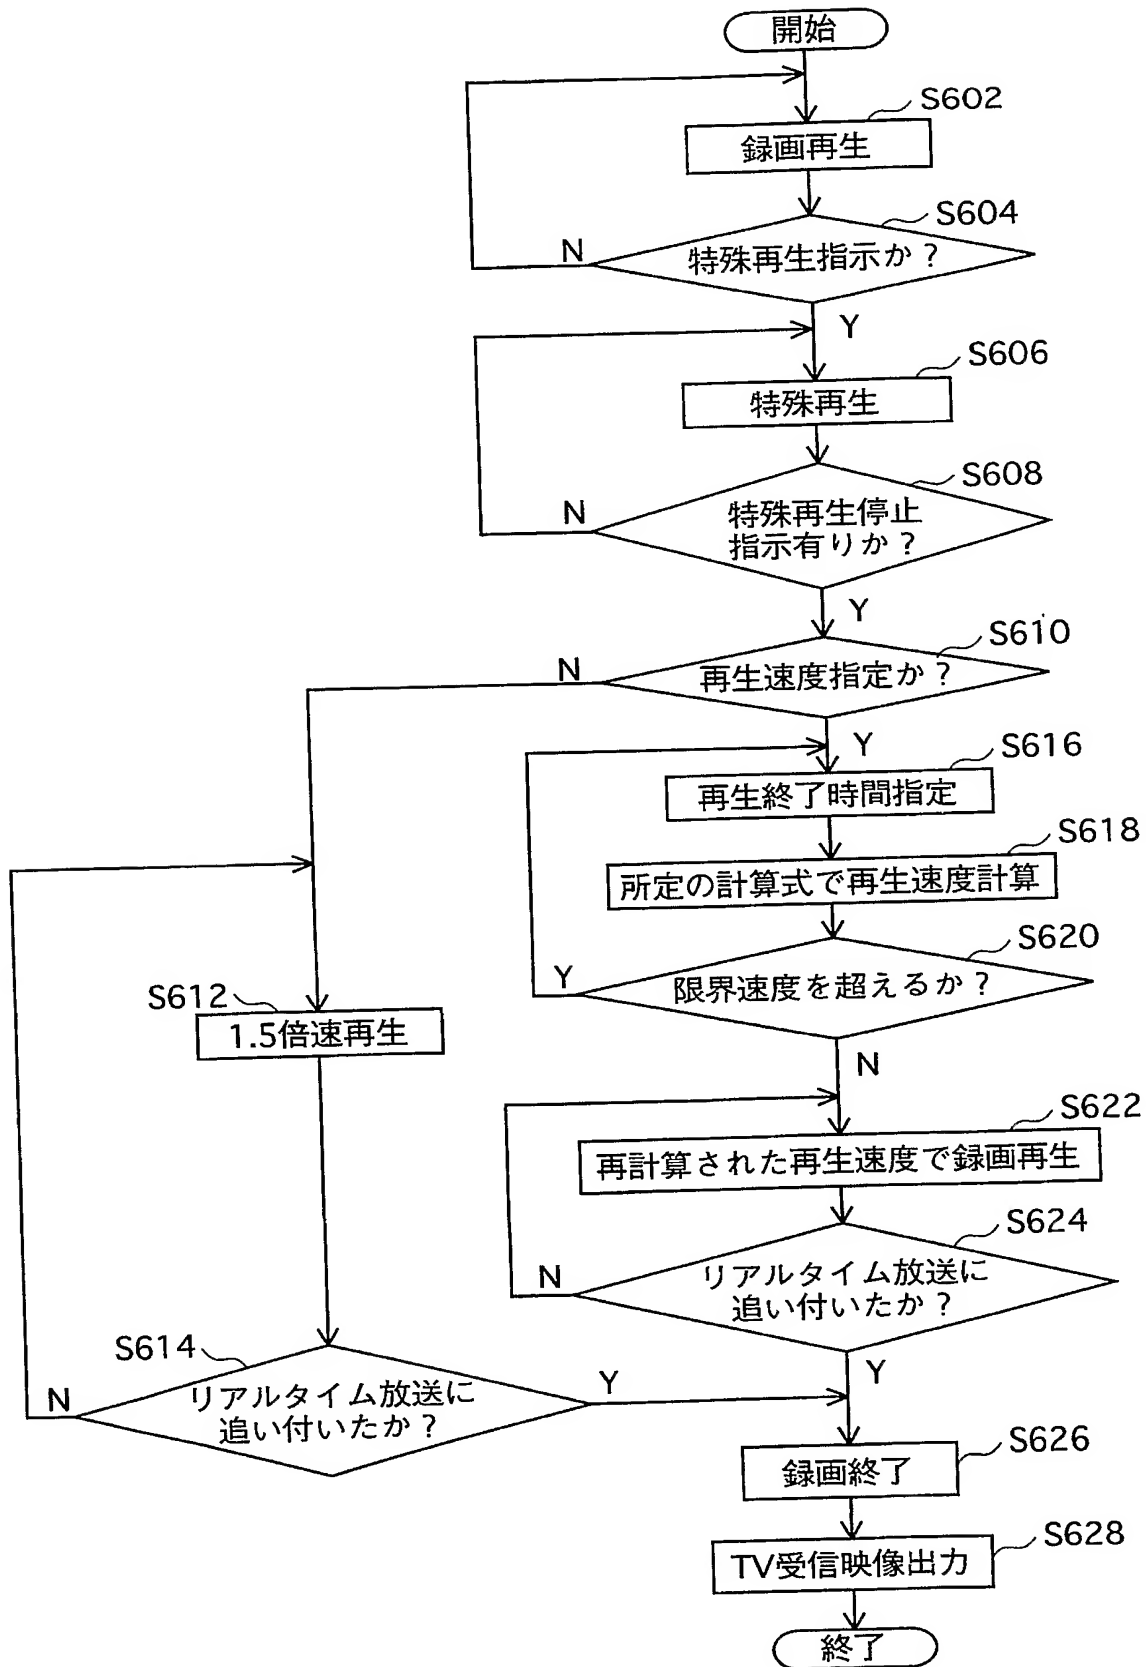 開始
S602
録画再生
S604
特殊再生指示か？
N
Y
S606
特殊再生
S608
特殊再生停止
指示有りか？
N
Y
S610
再生速度指定か？
N
Y
S616
再生終了時間指定
S618
所定の計算式で再生速度計算
S620
限界速度を超えるか？
Y
N
S612
1.5倍速再生
S622
再計算された再生速度で録画再生
S624
リアルタイム放送に
追い付いたか？
N
Y
S614
リアルタイム放送に
追い付いたか？
N
Y
S626
録画終了
S628
TV受信映像出力
終了